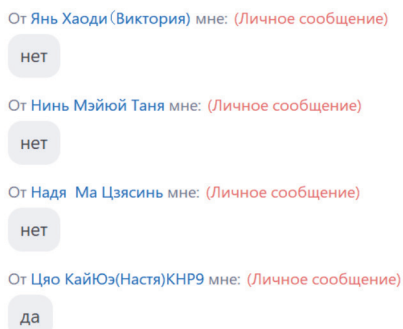 От Янь Хаоди（Виктория) мне: (Личное сообщение)
нет
От Нинь Мэйюй Таня мне: (Личное сообщение)
нет
От Надя  Ма Цзясинь мне: (Личное сообщение)
нет
От Цяо КайЮэ(Настя)КНР9 мне: (Личное сообщение)
да